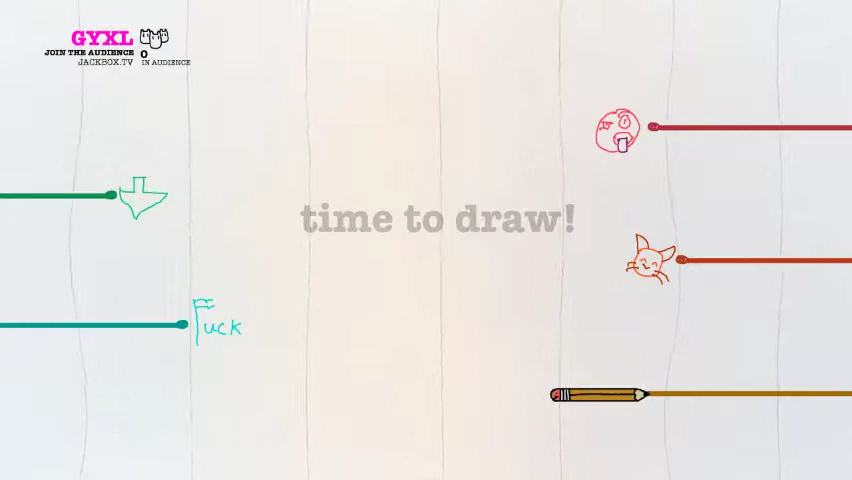 GYXL
JOIN THE AUDIENCE
JACKBOX.TV
0
IN AUDIENCE
time to draw!
Fuck